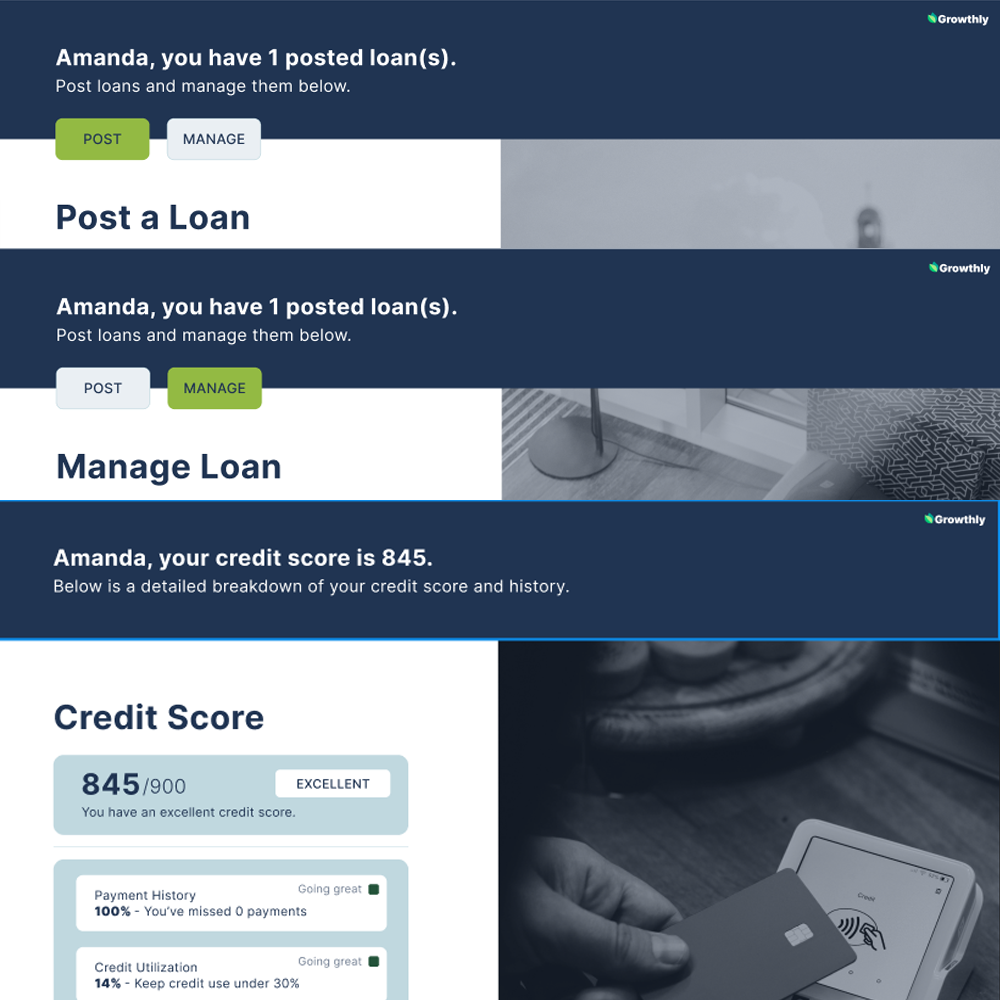 Growthly
Amanda, you have 1 posted loan(s).
Post loans and manage them below.
POST MANAGE
Post a Loan
Growthly
Amanda, you have 1 posted loan(s).
Post loans and manage them below.
POST MANAGE
Manage Loan
Growthly
Amanda, your credit score is 845.
Below is a detailed breakdown of your credit score and history.
Credit Score
845/900 EXCELLENT
You have an excellent credit score.
Going great
Payment History
100% - You’ve missed 0 payments
Going great
Credit Utilization
14% - Keep credit use under 30%
Credit